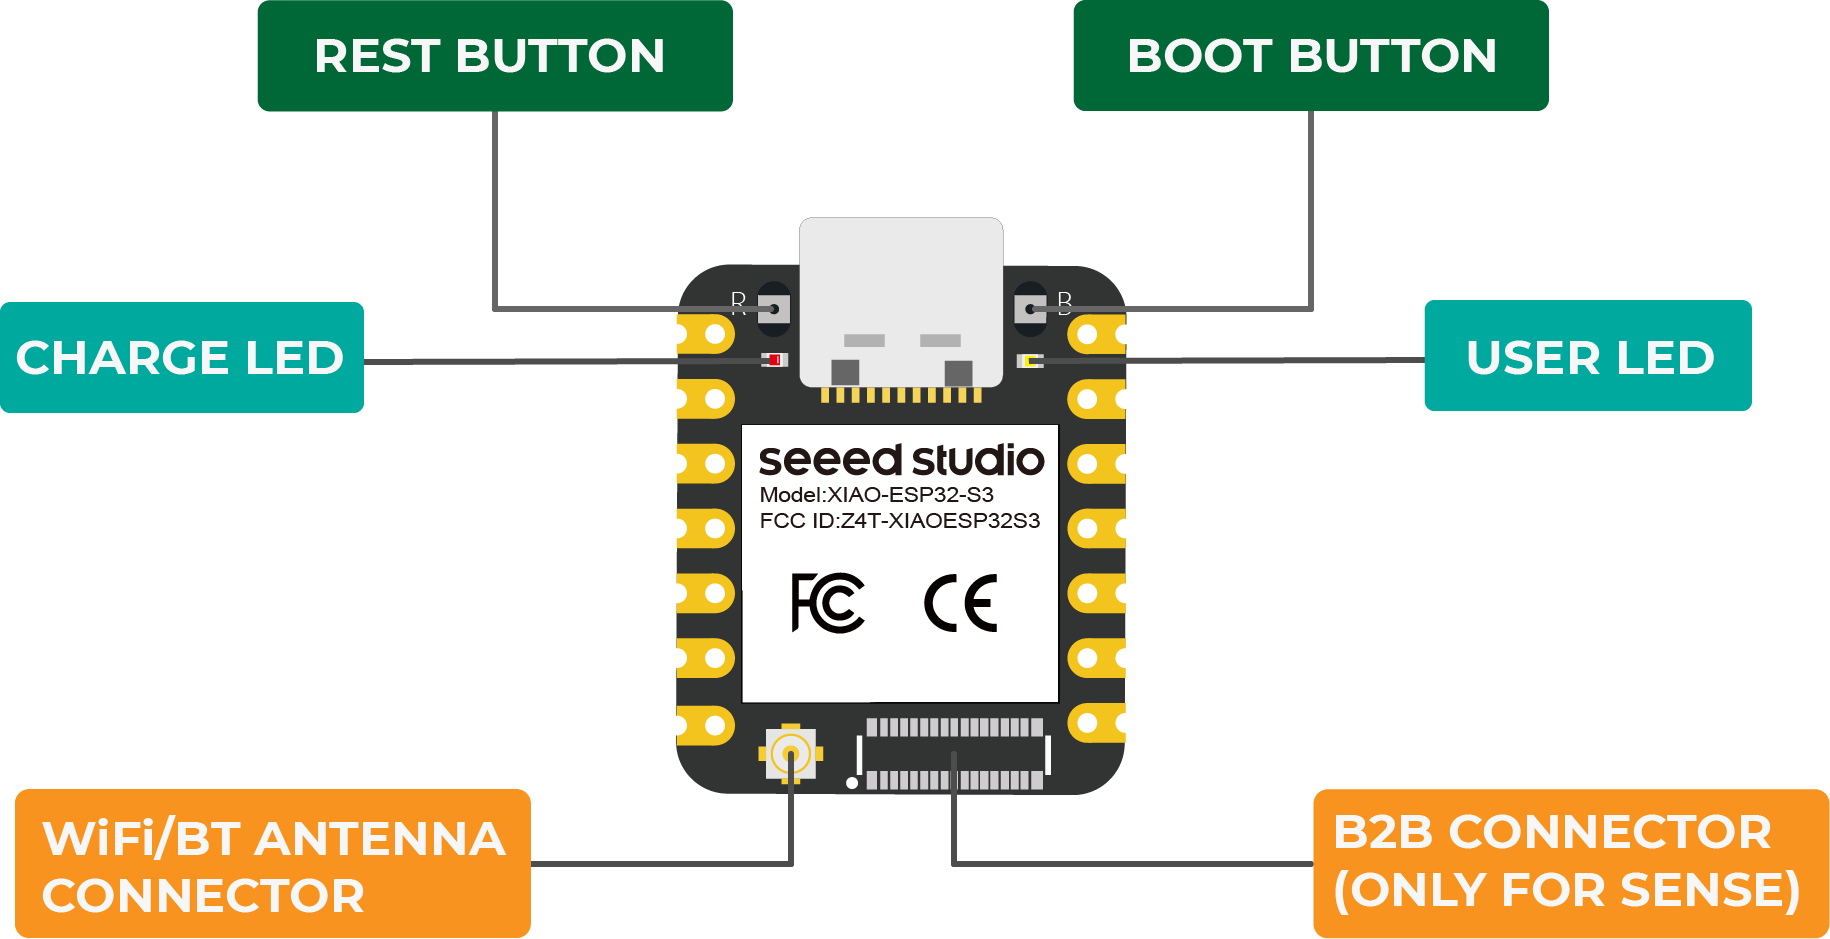 REST BUTTON
BOOT BUTTON
R
B
CHARGE LED
USER LED
seeed studio
Model:XIAO-ESP32-S3
FCC ID:Z4T-XIAOESP32S3
FC CE
WiFi/BT ANTENNA
CONNECTOR
B2B CONNECTOR
(ONLY FOR SENSE)